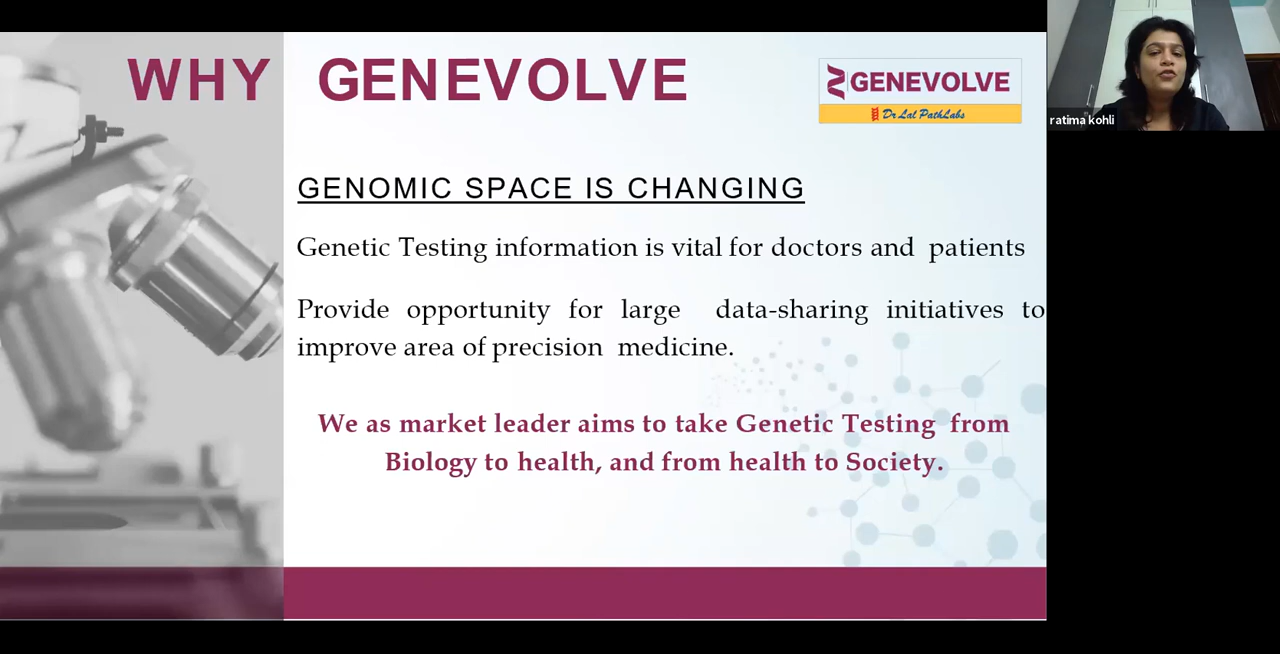 WHY GENEVOLVE
GENEVOLVE
Dr Lal PathLabs
ratima kohli
GENOMIC SPACE IS CHANGING
Genetic Testing information is vital for doctors and patients
Provide opportunity for large data-sharing initiatives to
improve area of precision medicine.
We as market leader aims to take Genetic Testing from
Biology to health, and from health to Society.